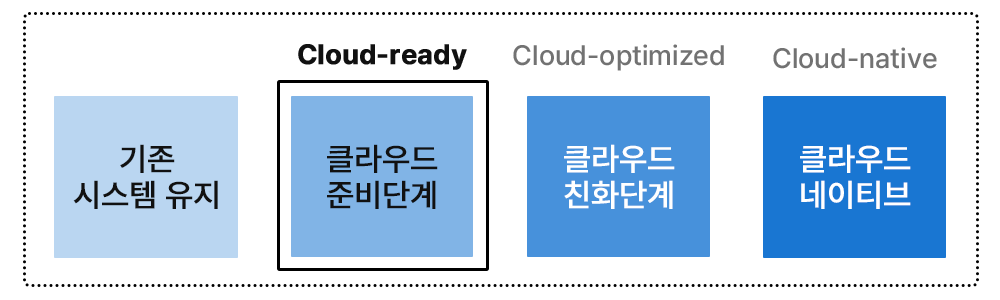 Cloud-ready
Cloud-optimized
Cloud-native
기존
시스템 유지
클라우드
준비단계
클라우드
친화단계
클라우드
네이티브